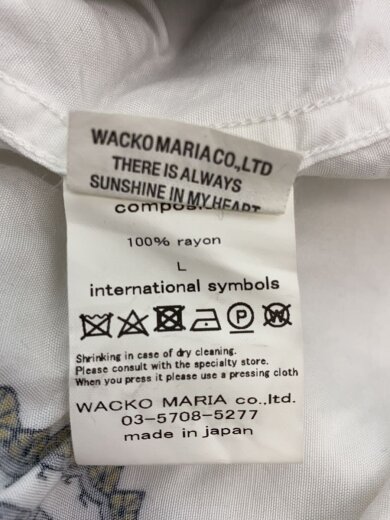 WACKO MARIA CO.,LTD
THERE IS ALWAYS
SUNSHINE IN MY HEART
100% rayon
L
international symbols
P
W
Shrinking in case of dry cleaning.
Please consult with the specialty store.
When you press it please use a pressing cloth
WACKO MARIA co.,ltd.
03-5708-5277
made in japan